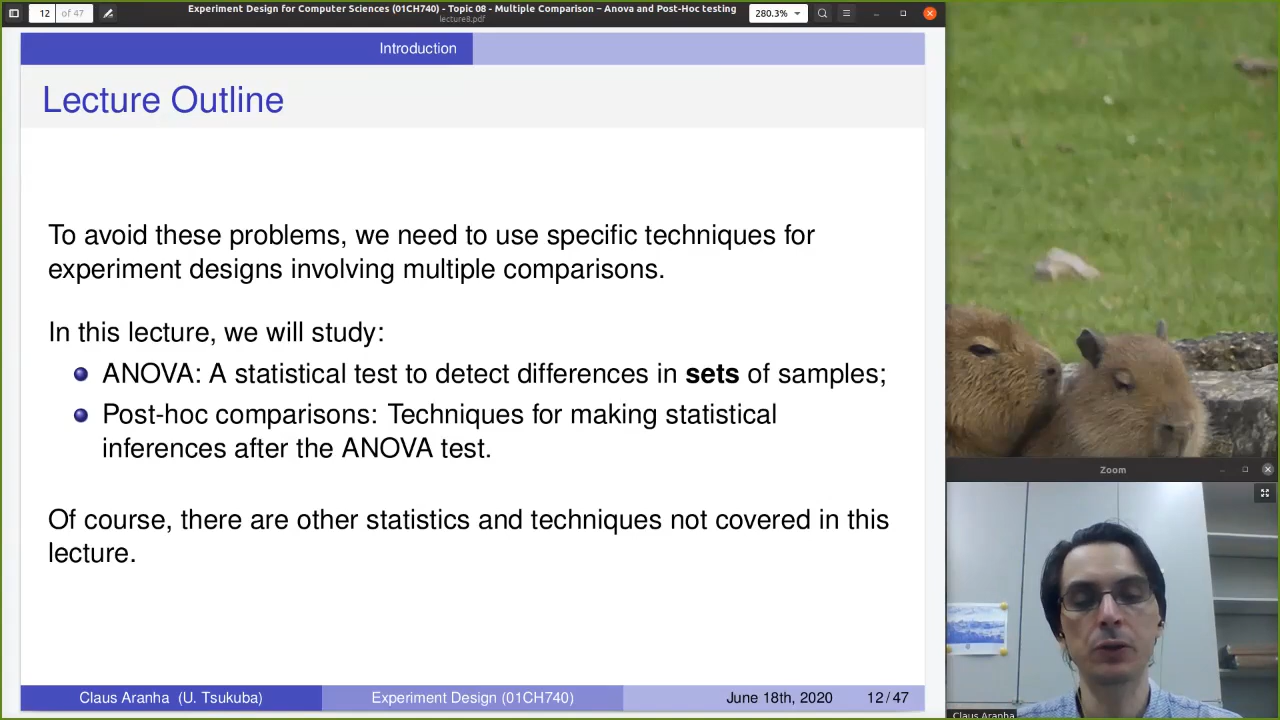 12 of 47
Experiment Design for Computer Sciences (01CH740) - Topic 08 - Multiple Comparison – Anova and Post-Hoc testing
lecture8.pdf
280.3%
Introduction
Lecture Outline
To avoid these problems, we need to use specific techniques for
experiment designs involving multiple comparisons.
In this lecture, we will study:
ANOVA: A statistical test to detect differences in sets of samples;
Post-hoc comparisons: Techniques for making statistical
inferences after the ANOVA test.
Of course, there are other statistics and techniques not covered in this
lecture.
Claus Aranha (U. Tsukuba) Experiment Design (01CH740) June 18th, 2020 12 / 47
Zoom
Claus Aranha